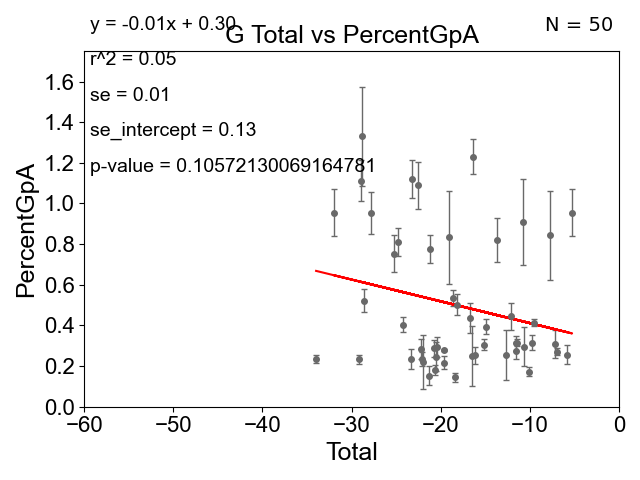 y = -0.01x + 0.30
N = 50
G Total vs PercentGpA
r^2 = 0.05
se = 0.01
se_intercept = 0.13
p-value = 0.10572130069164781
PercentGpA
1.6
1.4
1.2
1.0
0.8
0.6
0.4
0.2
0.0
−60 −50 −40 −30 −20 −10 0
Total